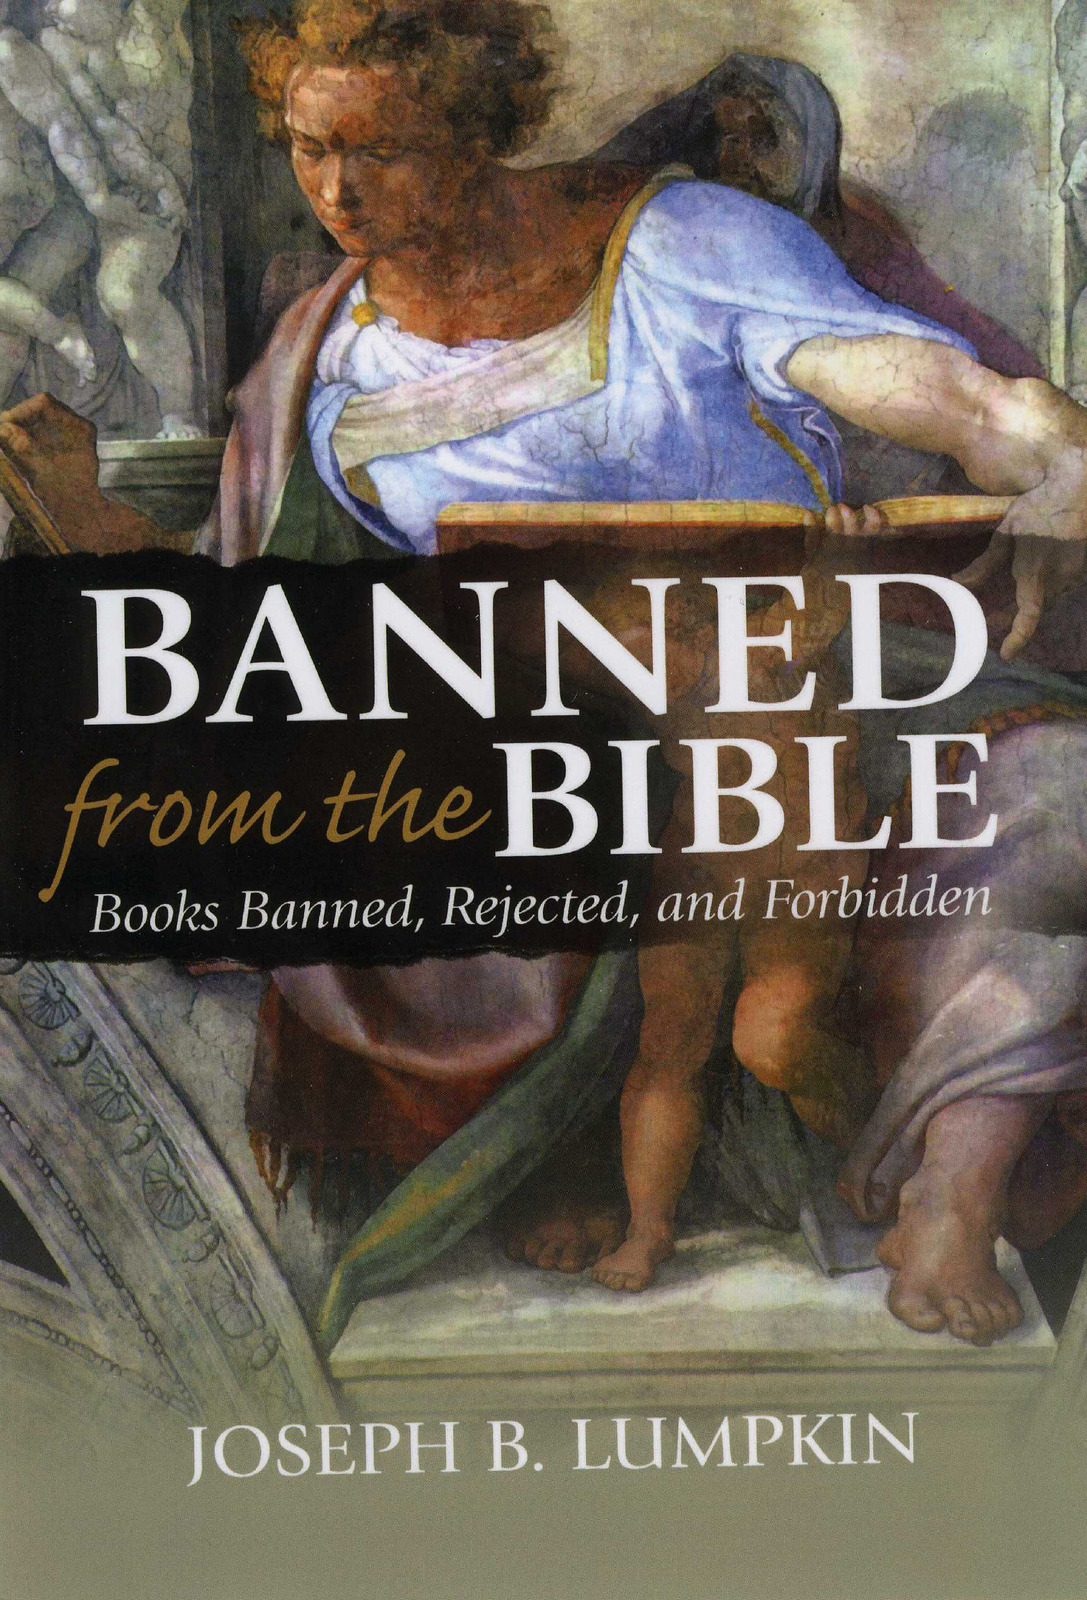 BANNED
from the BIBLE
Books Banned, Rejected, and Forbidden
JOSEPH B. LUMPKIN